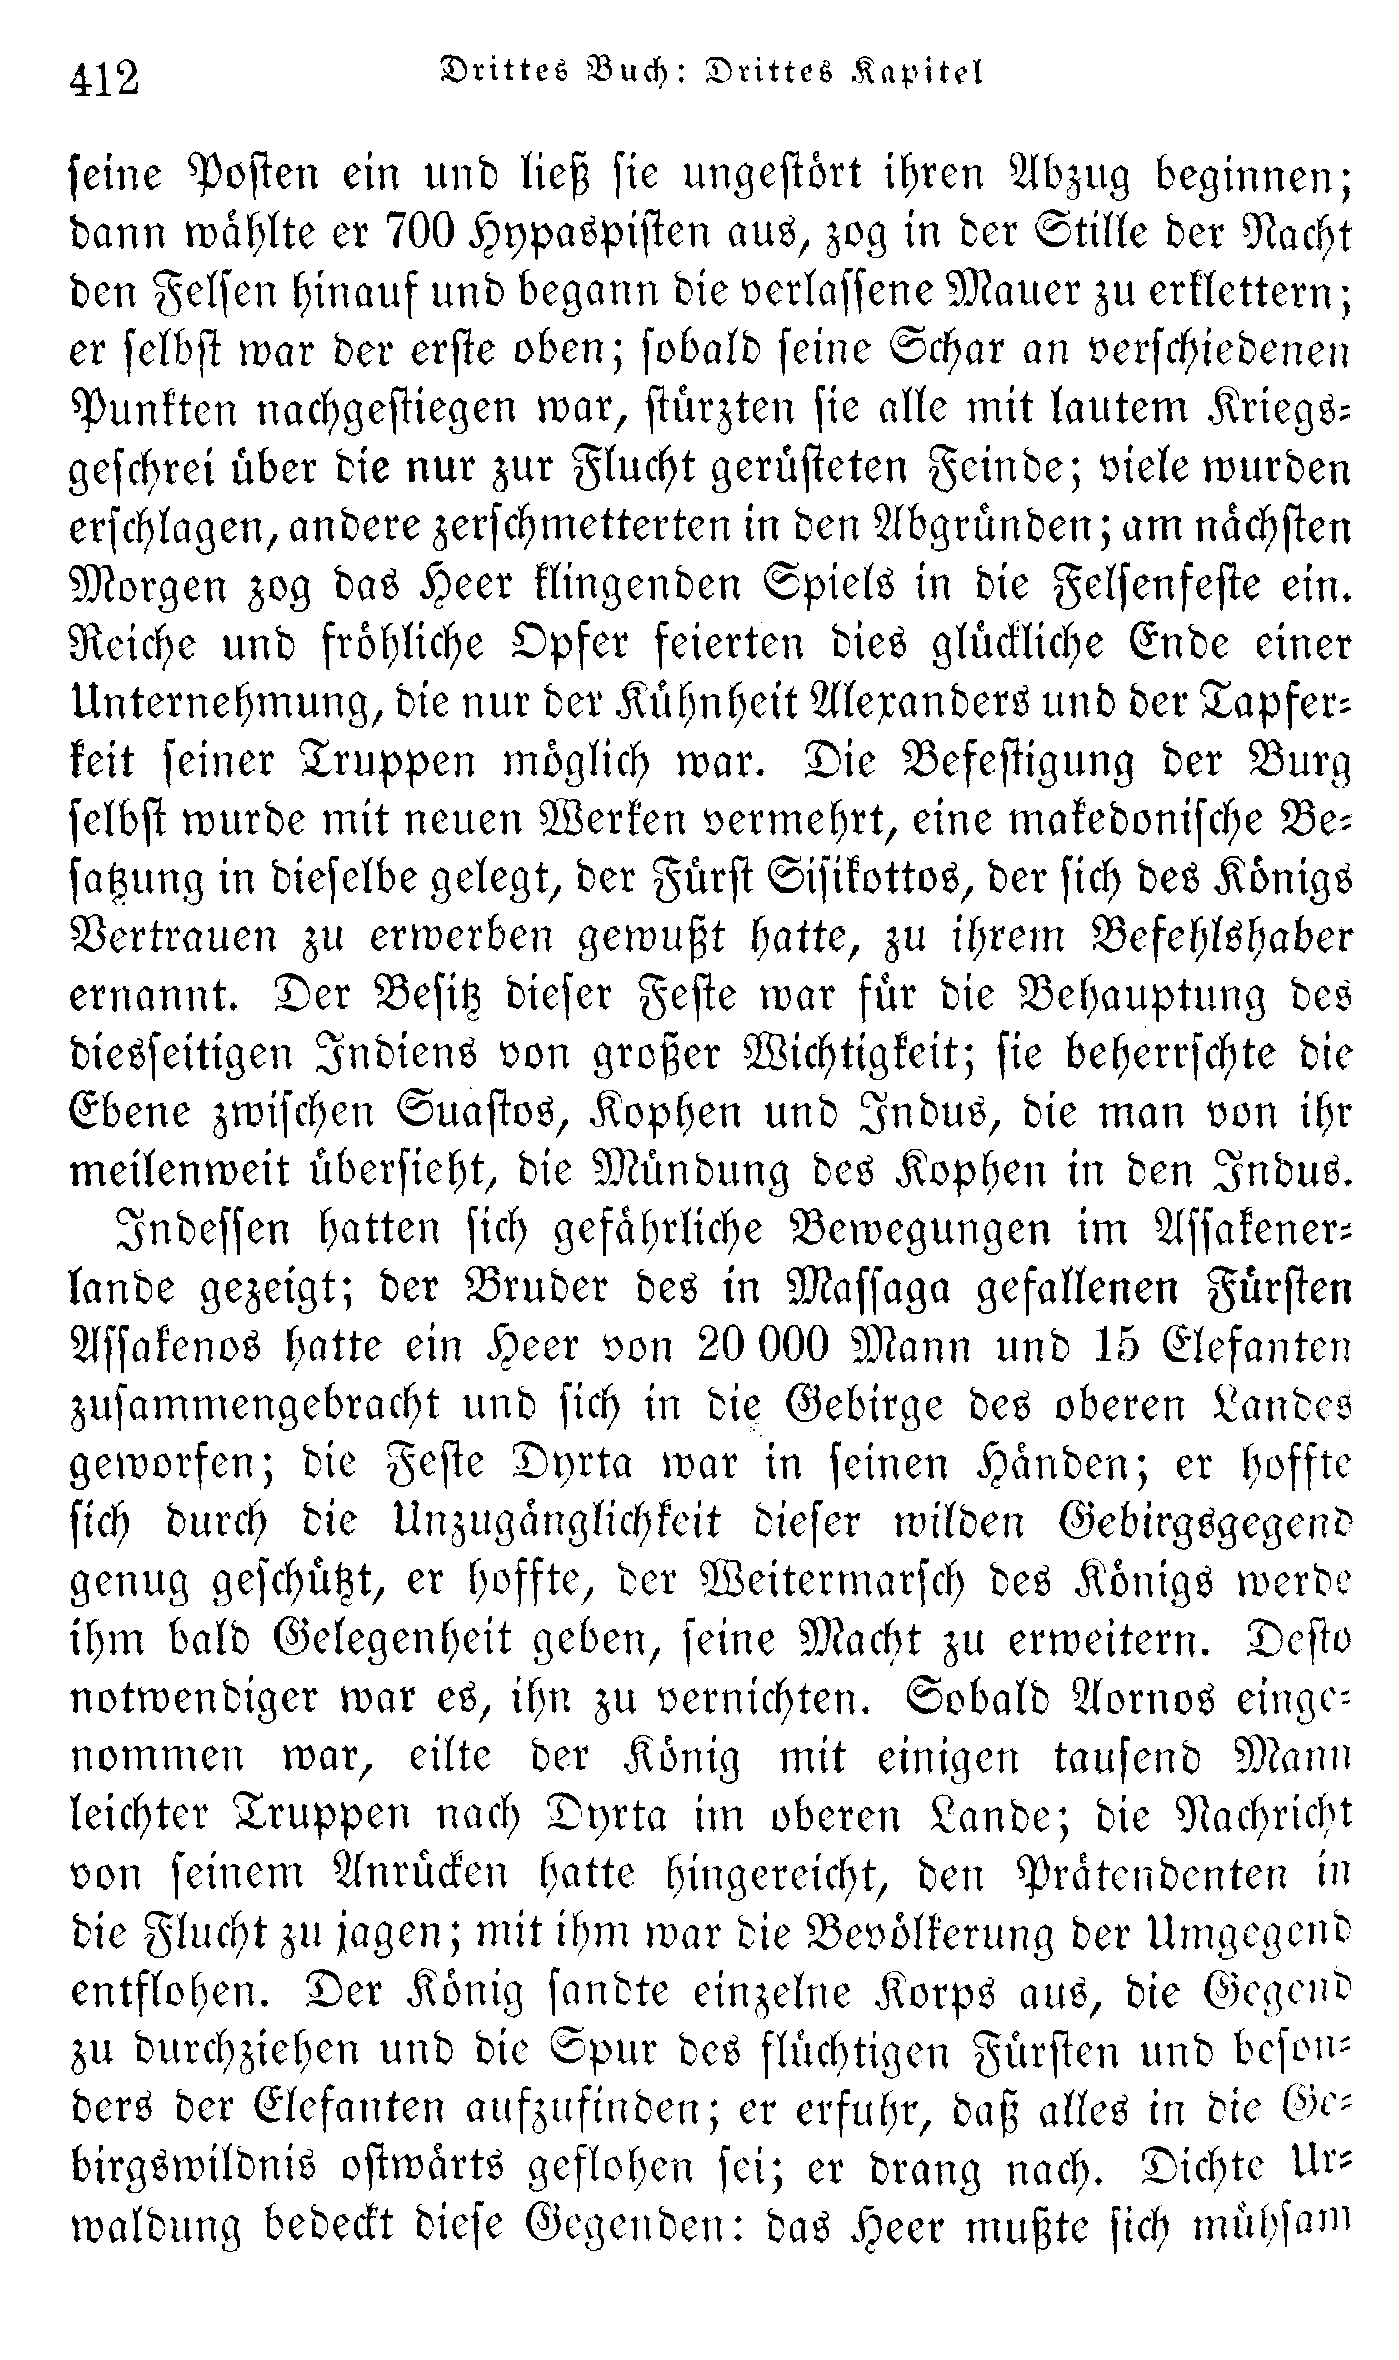 412
Drittes Buch: Drittes Kapitel
seine Posten ein und ließ sie ungestört ihren Abzug beginnen;
dann wählte er 700 Hypaspisten aus, zog in der Stille der Nacht
den Felsen hinauf und begann die verlassene Mauer zu erklettern;
er selbst war der erste oben; sobald seine Schar an verschiedenen
Punkten nachgestiegen war, stürzten sie alle mit lautem Kriegs-
geschrei über die nur zur Flucht gerüsteten Feinde; viele wurden
erschlagen, andere zerschmetterten in den Abgründen; am nächsten
Morgen zog das Heer klingenden Spiels in die Felsenfeste ein.
Reiche und fröhliche Opfer feierten dies glückliche Ende einer
Unternehmung, die nur der Kühnheit Alexanders und der Tapfer-
keit seiner Truppen möglich war. Die Befestigung der Burg
selbst wurde mit neuen Werken vermehrt, eine makedonische Be-
satzung in dieselbe gelegt, der Fürst Sisikottos, der sich des Königs
Vertrauen zu erwerben gewußt hatte, zu ihrem Befehlshaber
ernannt. Der Besitz dieser Feste war für die Behauptung des
diesseitigen Indiens von großer Wichtigkeit; sie beherrschte die
Ebene zwischen Suastos, Kophen und Indus, die man von ihr
meilenweit übersieht, die Mündung des Kophen in den Indus.
Indessen hatten sich gefährliche Bewegungen im Assakener-
lande gezeigt; der Bruder des in Massaga gefallenen Fürsten
Assakenos hatte ein Heer von 20 000 Mann und 15 Elefanten
zusammengebracht und sich in die Gebirge des oberen Landes
geworfen; die Feste Dyrta war in seinen Händen; er hoffte
sich durch die Unzugänglichkeit dieser wilden Gebirgsgegend
genug geschützt, er hoffte, der Weitermarsch des Königs werde
ihm bald Gelegenheit geben, seine Macht zu erweitern. Desto
notwendiger war es, ihn zu vernichten. Sobald Aornos einge-
nommen war, eilte der König mit einigen tausend Mann
leichter Truppen nach Dyrta im oberen Lande; die Nachricht
von seinem Anrücken hatte hingereicht, den Prätendenten in
die Flucht zu jagen; mit ihm war die Bevölkerung der Umgegend
entflohen. Der König sandte einzelne Korps aus, die Gegend
zu durchziehen und die Spur des flüchtigen Fürsten und beson-
ders der Elefanten aufzufinden; er erfuhr, daß alles in die Ge-
birgswildnis ostwärts geflohen sei; er drang nach. Dichte Ur-
waldung bedeckt diese Gegenden: das Heer mußte sich mühsam